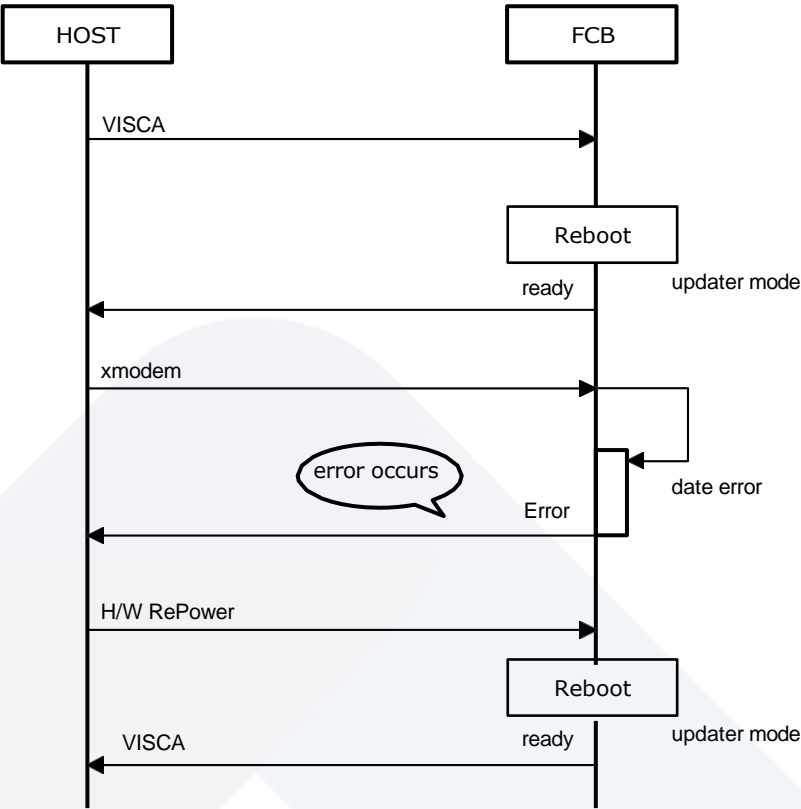 HOST
FCB
VISCA
Reboot
ready
updater mode
xmodem
error occurs
date error
Error
H/W RePower
Reboot
VISCA
ready
updater mode